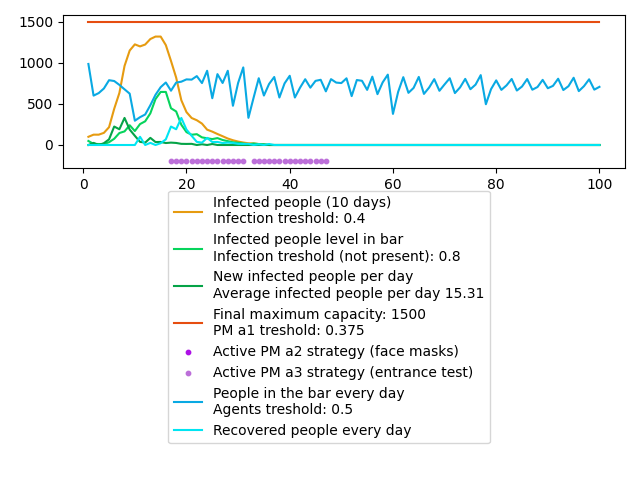 1500
1000
500
0
0
20
40
60
80
100
Infected people (10 days)
Infection treshold: 0.4
Infected people level in bar
Infection treshold (not present): 0.8
New infected people per day
Average infected people per day 15.31
Final maximum capacity: 1500
PM a1 treshold: 0.375
Active PM a2 strategy (face masks)
Active PM a3 strategy (entrance test)
People in the bar every day
Agents treshold: 0.5
Recovered people every day